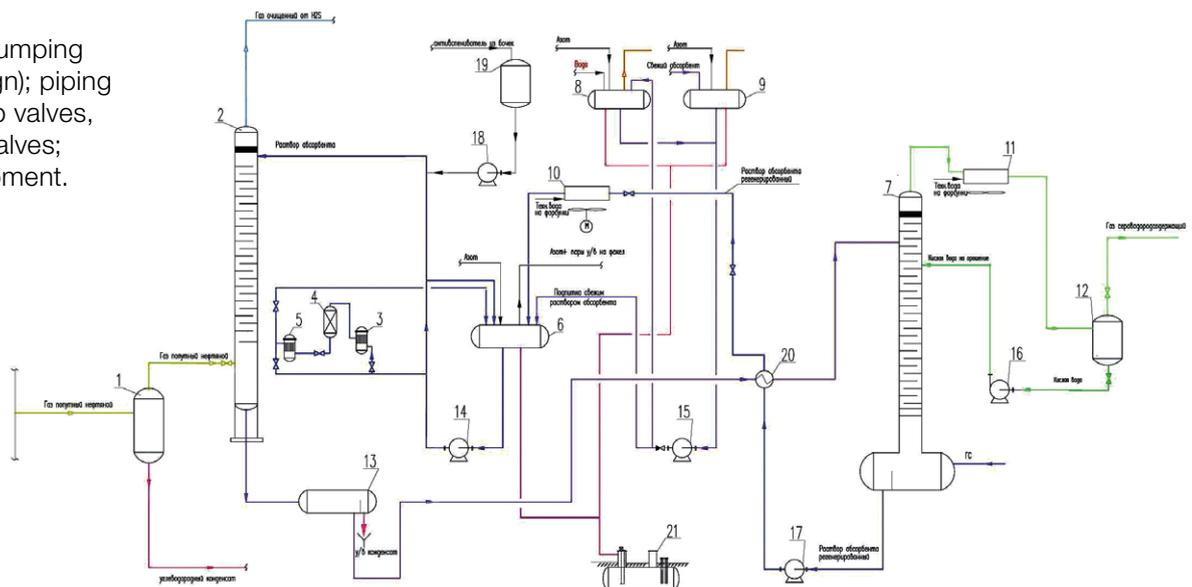 umping
gn); piping
o valves,
alves;
oment.
Газ очищенный от H2S
антивспениватель из бочек
19
Азот
Вода
8
Азот
Свежий абсорбент
9
2
Раствор абсорбента
18
10
Техн.вода
на форсунки
М
Раствор абсорбента
регенерированный
7
11
Техн.вода
на форсунки
Газ сероводородсодержащий
Азот+ пары у/в на факел
Азот
Кислая вода на орошение
Подпитка свежим
раствором абсорбента
12
4
5
3
6
Газ попутный нефтяной
20
16
Кислая вода
1
Газ попутный нефтяной
14
15
13
ГС
у/в конденсат
21
17
Раствор абсорбента
регенерированный
углеводородный конденсат